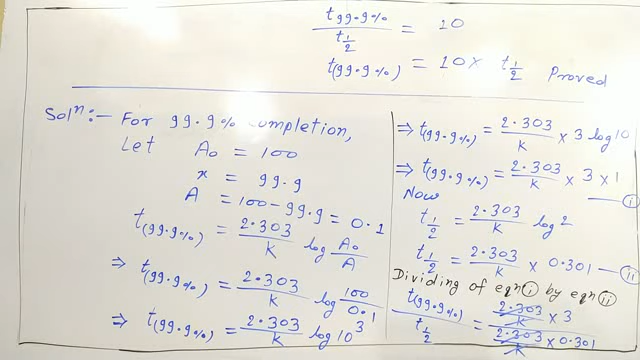 t99.9% / t1/2 = 10
t(99.9%) = 10 × t1/2 Proved
Solⁿ:- For 99.9% completion,
Let A₀ = 100
x = 99.9
A = 100 - 99.9 = 0.1
t(99.9%) = 2.303/K log A₀/A
⇒ t(99.9%) = 2.303/K log 100/0.1
⇒ t(99.9%) = 2.303/K log 10³
⇒ t(99.9%) = 2.303/K × 3 log 10
⇒ t(99.9%) = 2.303/K × 3 × 1 —(i)
Now
t1/2 = 2.303/K log 2
t1/2 = 2.303/K × 0.301 —(ii)
Dividing of eqn(i) by eqn(ii)
t(99.9%) / t1/2 = 2.303/K × 3 / 2.303/K × 0.301